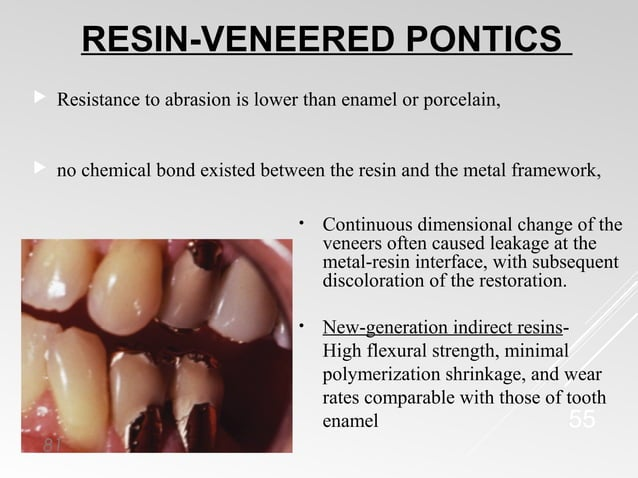 RESIN-VENEERED PONTICS
Resistance to abrasion is lower than enamel or porcelain,
no chemical bond existed between the resin and the metal framework,
• Continuous dimensional change of the
veneers often caused leakage at the
metal-resin interface, with subsequent
discoloration of the restoration.
• New-generation indirect resins-
High flexural strength, minimal
polymerization shrinkage, and wear
rates comparable with those of tooth
enamel
55